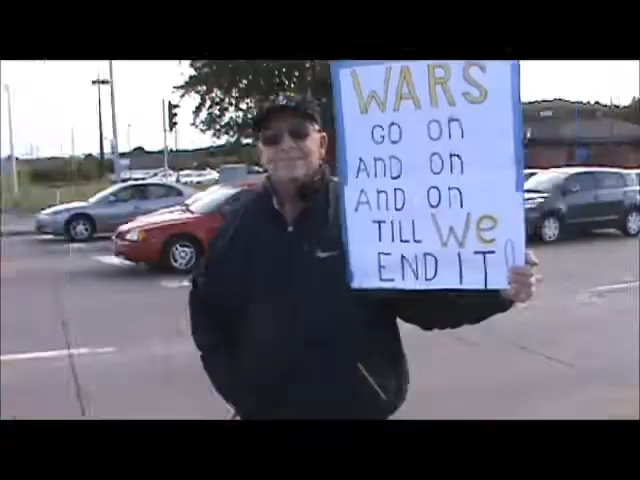 WARS
GO ON
AND ON
AND ON
TILL We
END IT!